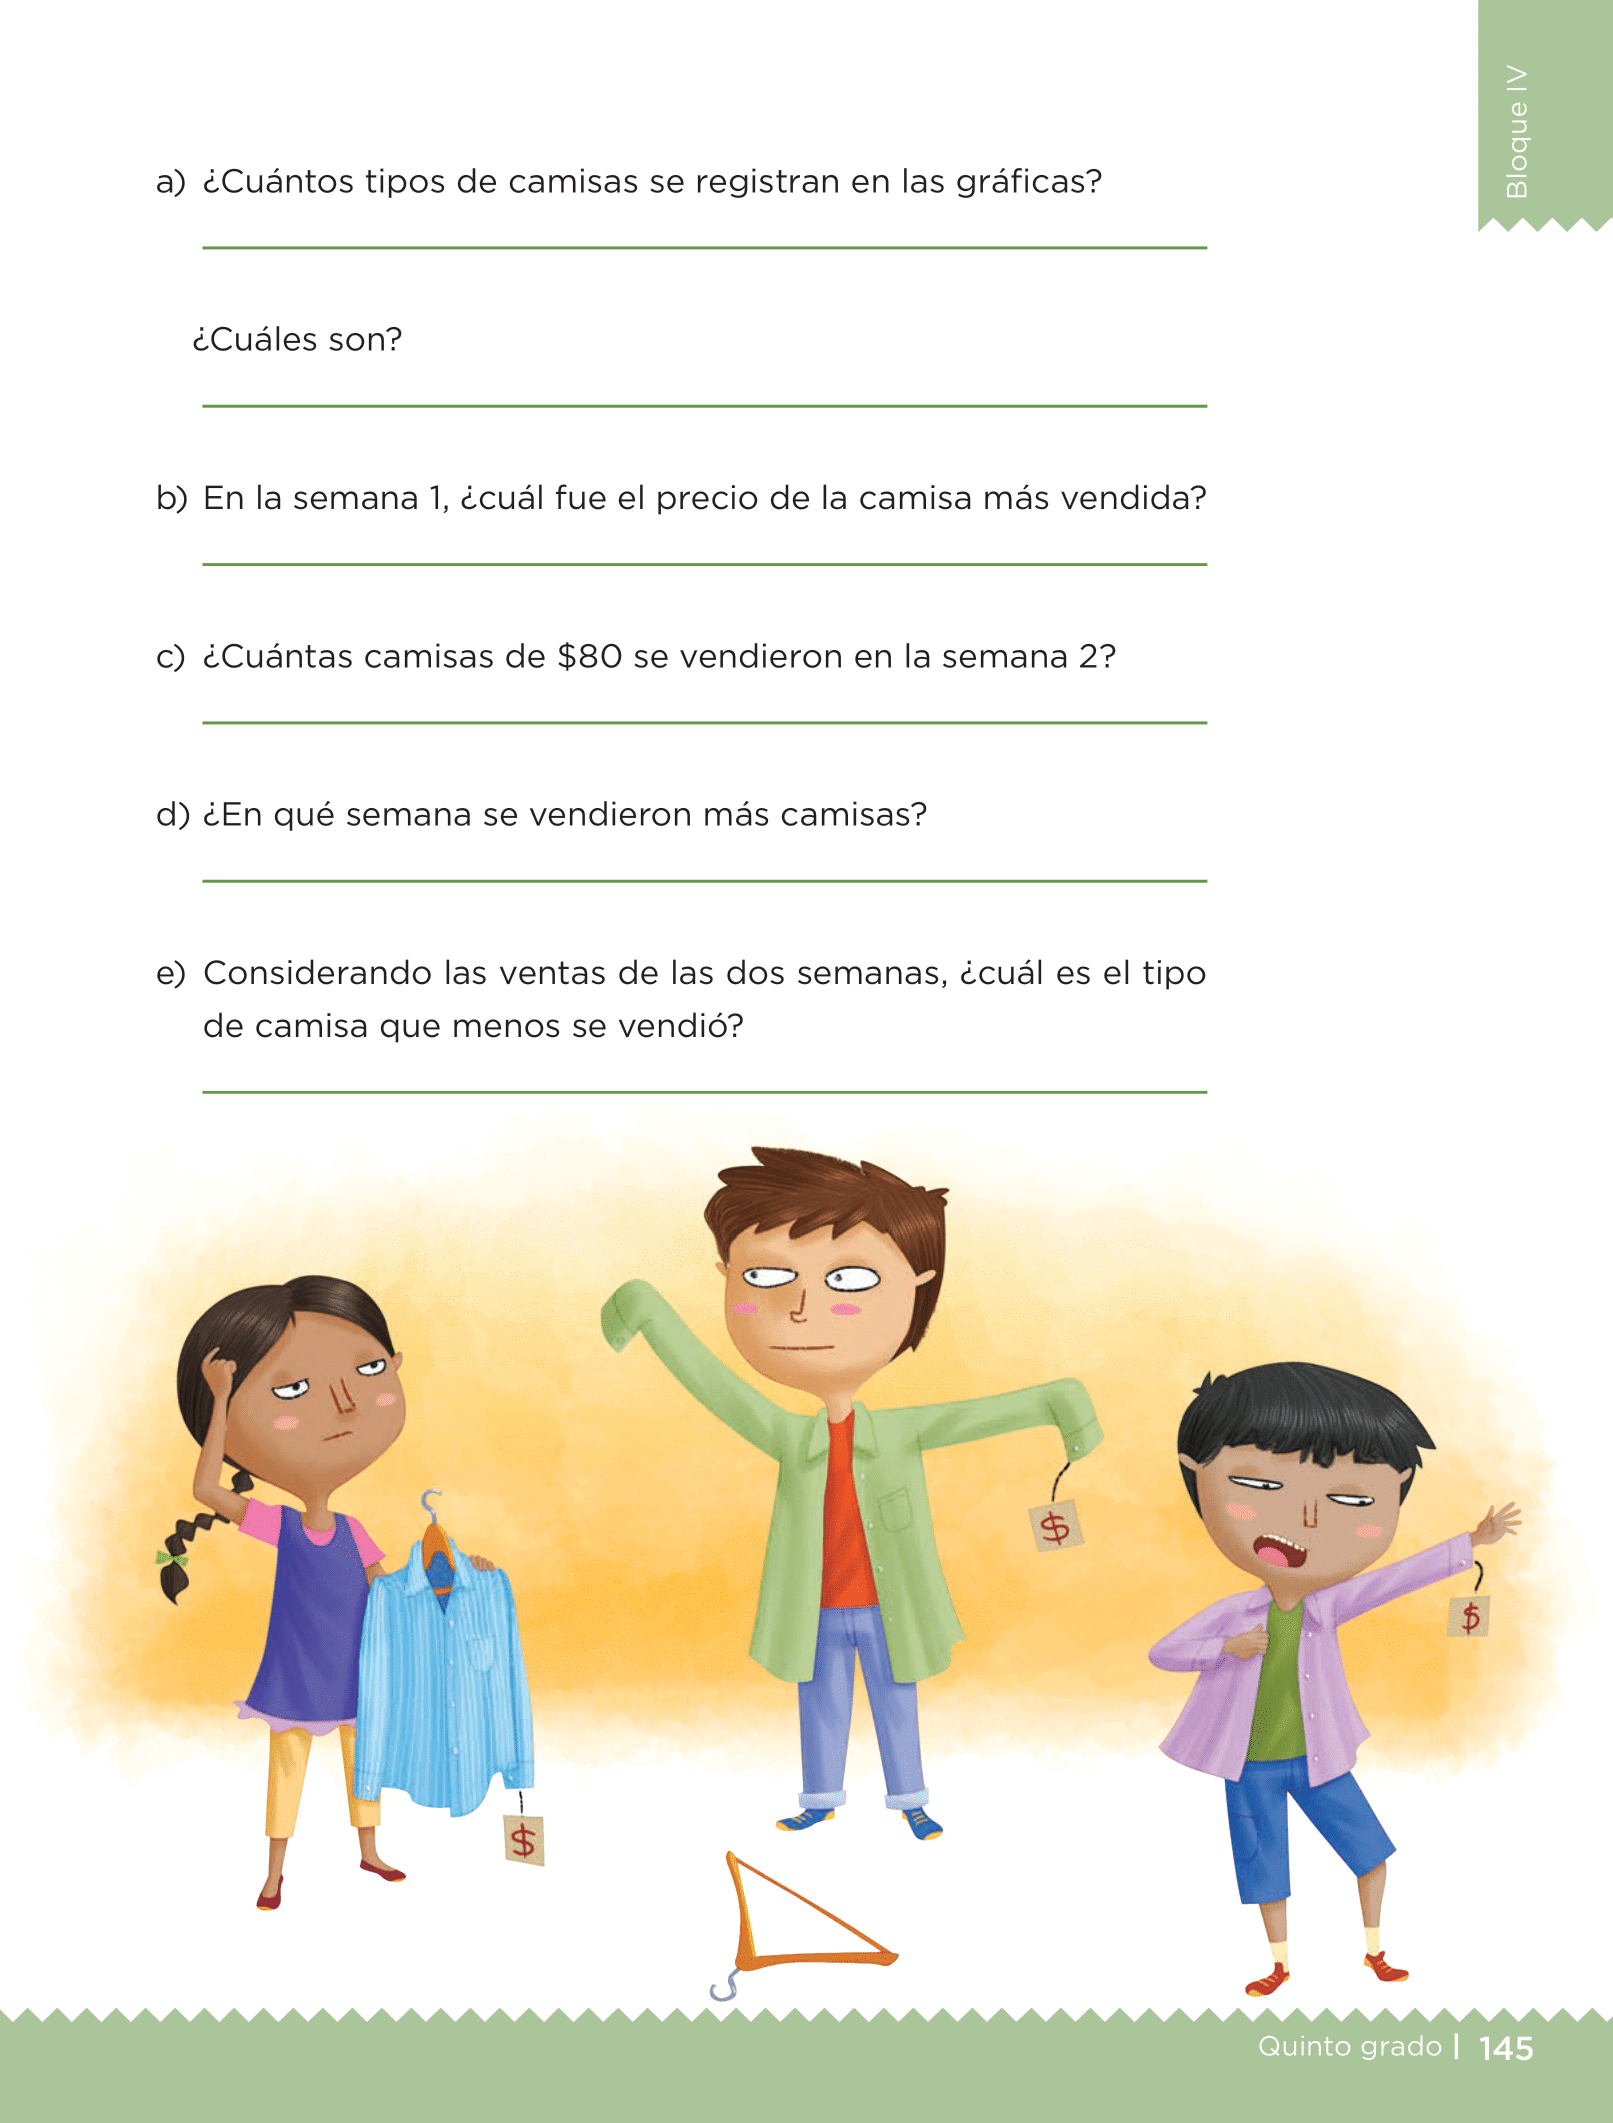 Bloque IV
a) ¿Cuántos tipos de camisas se registran en las gráficas?
¿Cuáles son?
b) En la semana 1, ¿cuál fue el precio de la camisa más vendida?
c) ¿Cuántas camisas de $80 se vendieron en la semana 2?
d) ¿En qué semana se vendieron más camisas?
e) Considerando las ventas de las dos semanas, ¿cuál es el tipo
de camisa que menos se vendió?
$
$
$
Quinto grado | 145